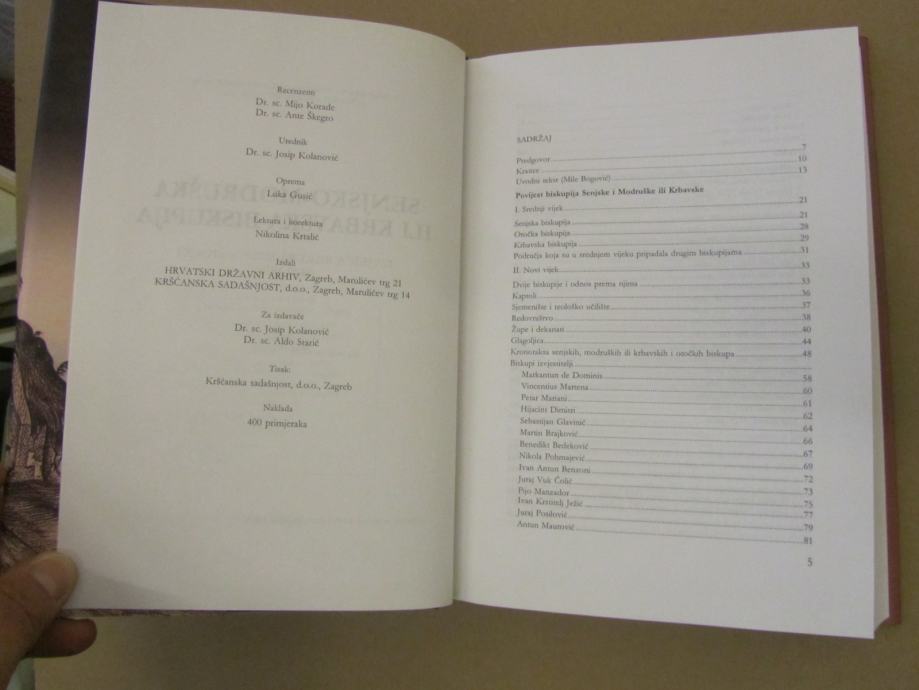 Recenzenti
Dr. sc. Mijo Korade
Dr. sc. Ante Škegro
Urednik
Dr. sc. Josip Kolanović
Oprema
Luka Gusić
Lektura i korektura
Nikolina Krtalić
Izdali
HRVATSKI DRŽAVNI ARHIV, Zagreb, Marulićev trg 21
KRŠĆANSKA SADAŠNJOST, d.o.o., Zagreb, Marulićev trg 14
Za izdavače
Dr. sc. Josip Kolanović
Dr. sc. Aldo Starić
Tisak:
Kršćanska sadašnjost, d.o.o., Zagreb
Naklada
400 primjeraka
SADRŽAJ
Predgovor 7
Kratice 10
Uvodni tekst (Mile Bogović) 13
Povijest biskupija Senjske i Modruške ili Krbavske
I. Srednji vijek 21
Senjska biskupija 21
Otočka biskupija 28
Krbavska biskupija 29
Područja koja su u srednjem vijeku pripadala drugim biskupijama 31
II. Novi vijek 33
Dvije biskupije i odnos prema njima 33
Kaptoli 36
Sjemenište i teološko učilište 37
Redovništvo 38
Župe i dekanati 40
Glagoljica 44
Kronotaksa senjskih, modruških ili krbavskih i otočkih biskupa 48
Biskupi izvjestitelji
Markantun de Dominis 58
Vincentius Martena 60
Petar Mariani 61
Hijacint Dimitri 62
Sebastijan Glavinić 64
Martin Brajković 66
Benedikt Bedeković 67
Nikola Pohmajević 69
Ivan Antun Benzoni 72
Juraj Vuk Čolić 73
Pijo Manzador 75
Ivan Krstitelj Ježić 77
Juraj Posilović 79
Antun Maurović 81
5